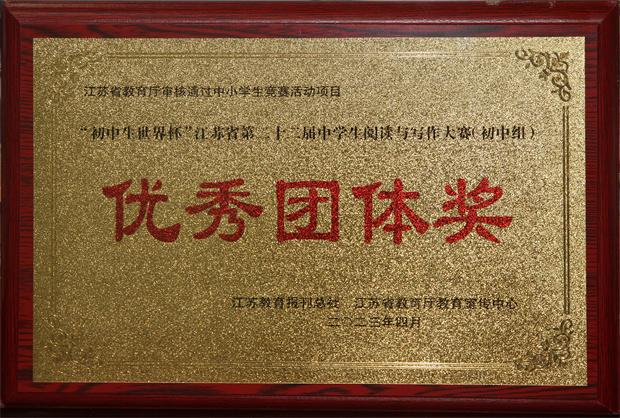 江苏省教育厅审核通过中小学生竞赛活动项目
“初中生世界杯”江苏省第二十二届中学生阅读与写作大赛(初中组)
优秀团体奖
江苏教育报刊总社 江苏省教育厅教育宣传中心
二〇二三年四月